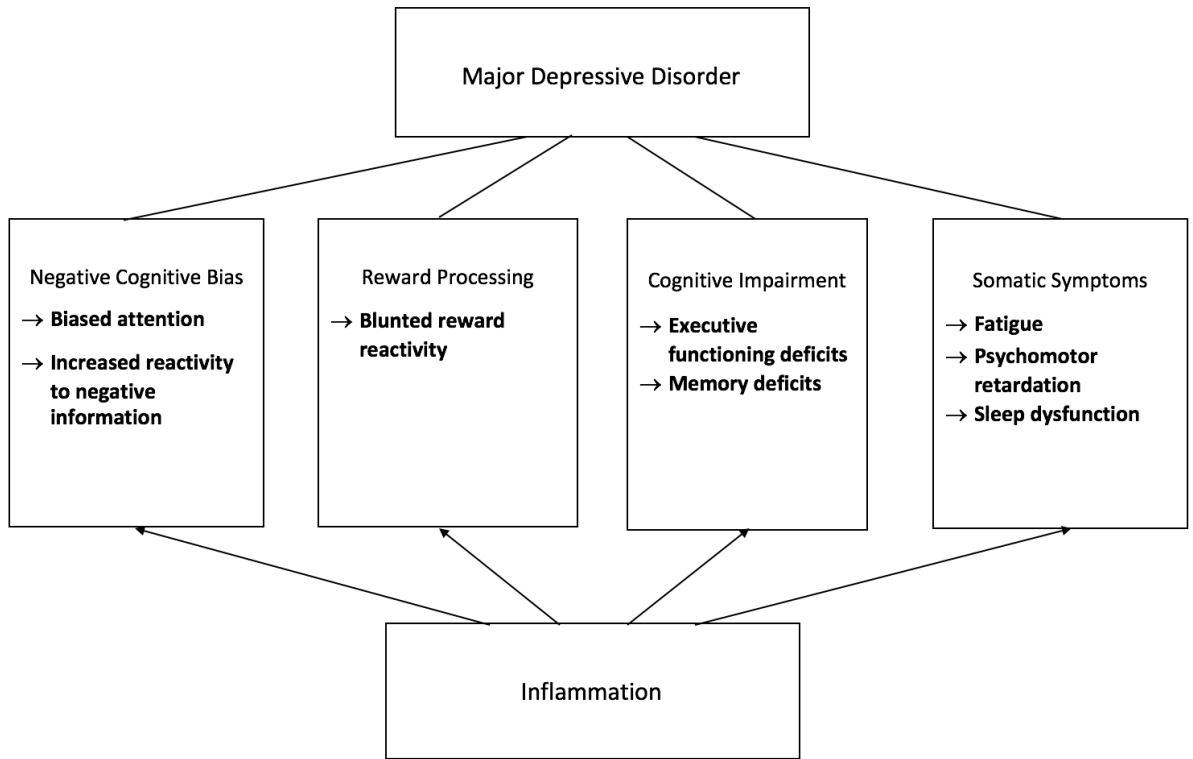 Major Depressive Disorder
Negative Cognitive Bias
→ Biased attention
→ Increased reactivity
to negative
information
Reward Processing
→ Blunted reward
reactivity
Cognitive Impairment
→ Executive
functioning deficits
→ Memory deficits
Somatic Symptoms
→ Fatigue
→ Psychomotor
retardation
→ Sleep dysfunction
Inflammation